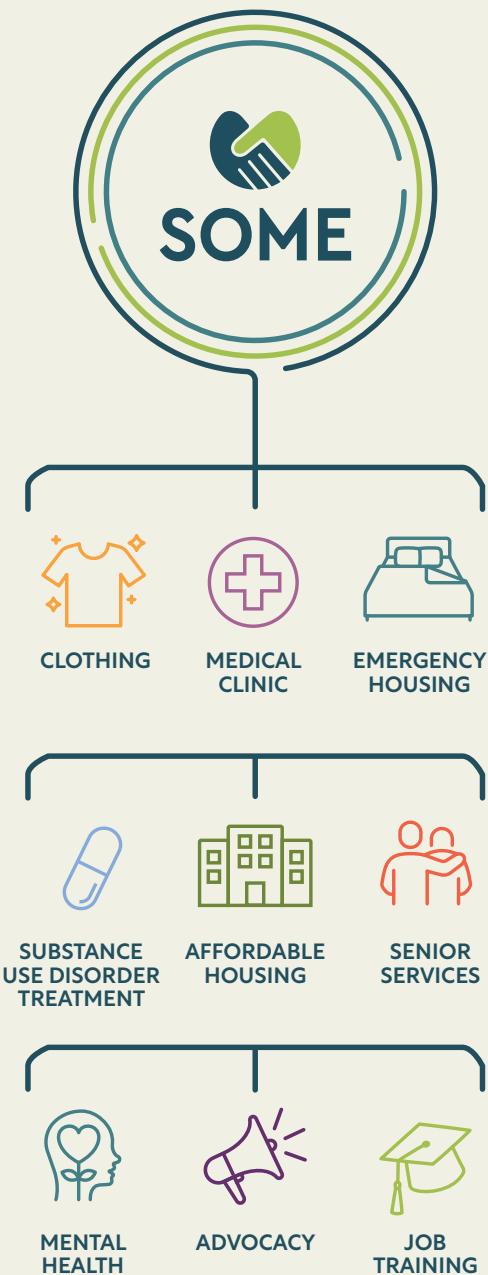 SOME
CLOTHING
MEDICAL
CLINIC
EMERGENCY
HOUSING
SUBSTANCE
USE DISORDER
TREATMENT
AFFORDABLE
HOUSING
SENIOR
SERVICES
MENTAL
HEALTH
ADVOCACY
JOB
TRAINING